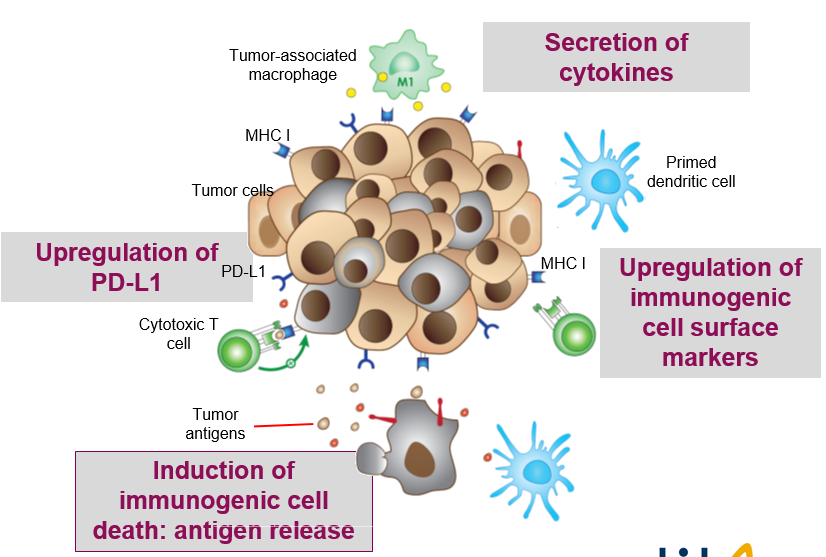 Secretion of
cytokines
Tumor-associated
macrophage
M1
MHC I
Primed
dendritic cell
Tumor cells
Upregulation of
PD-L1
PD-L1
MHC I
Upregulation of
immunogenic
cell surface
markers
Cytotoxic T
cell
Tumor
antigens
Induction of
immunogenic cell
death: antigen release